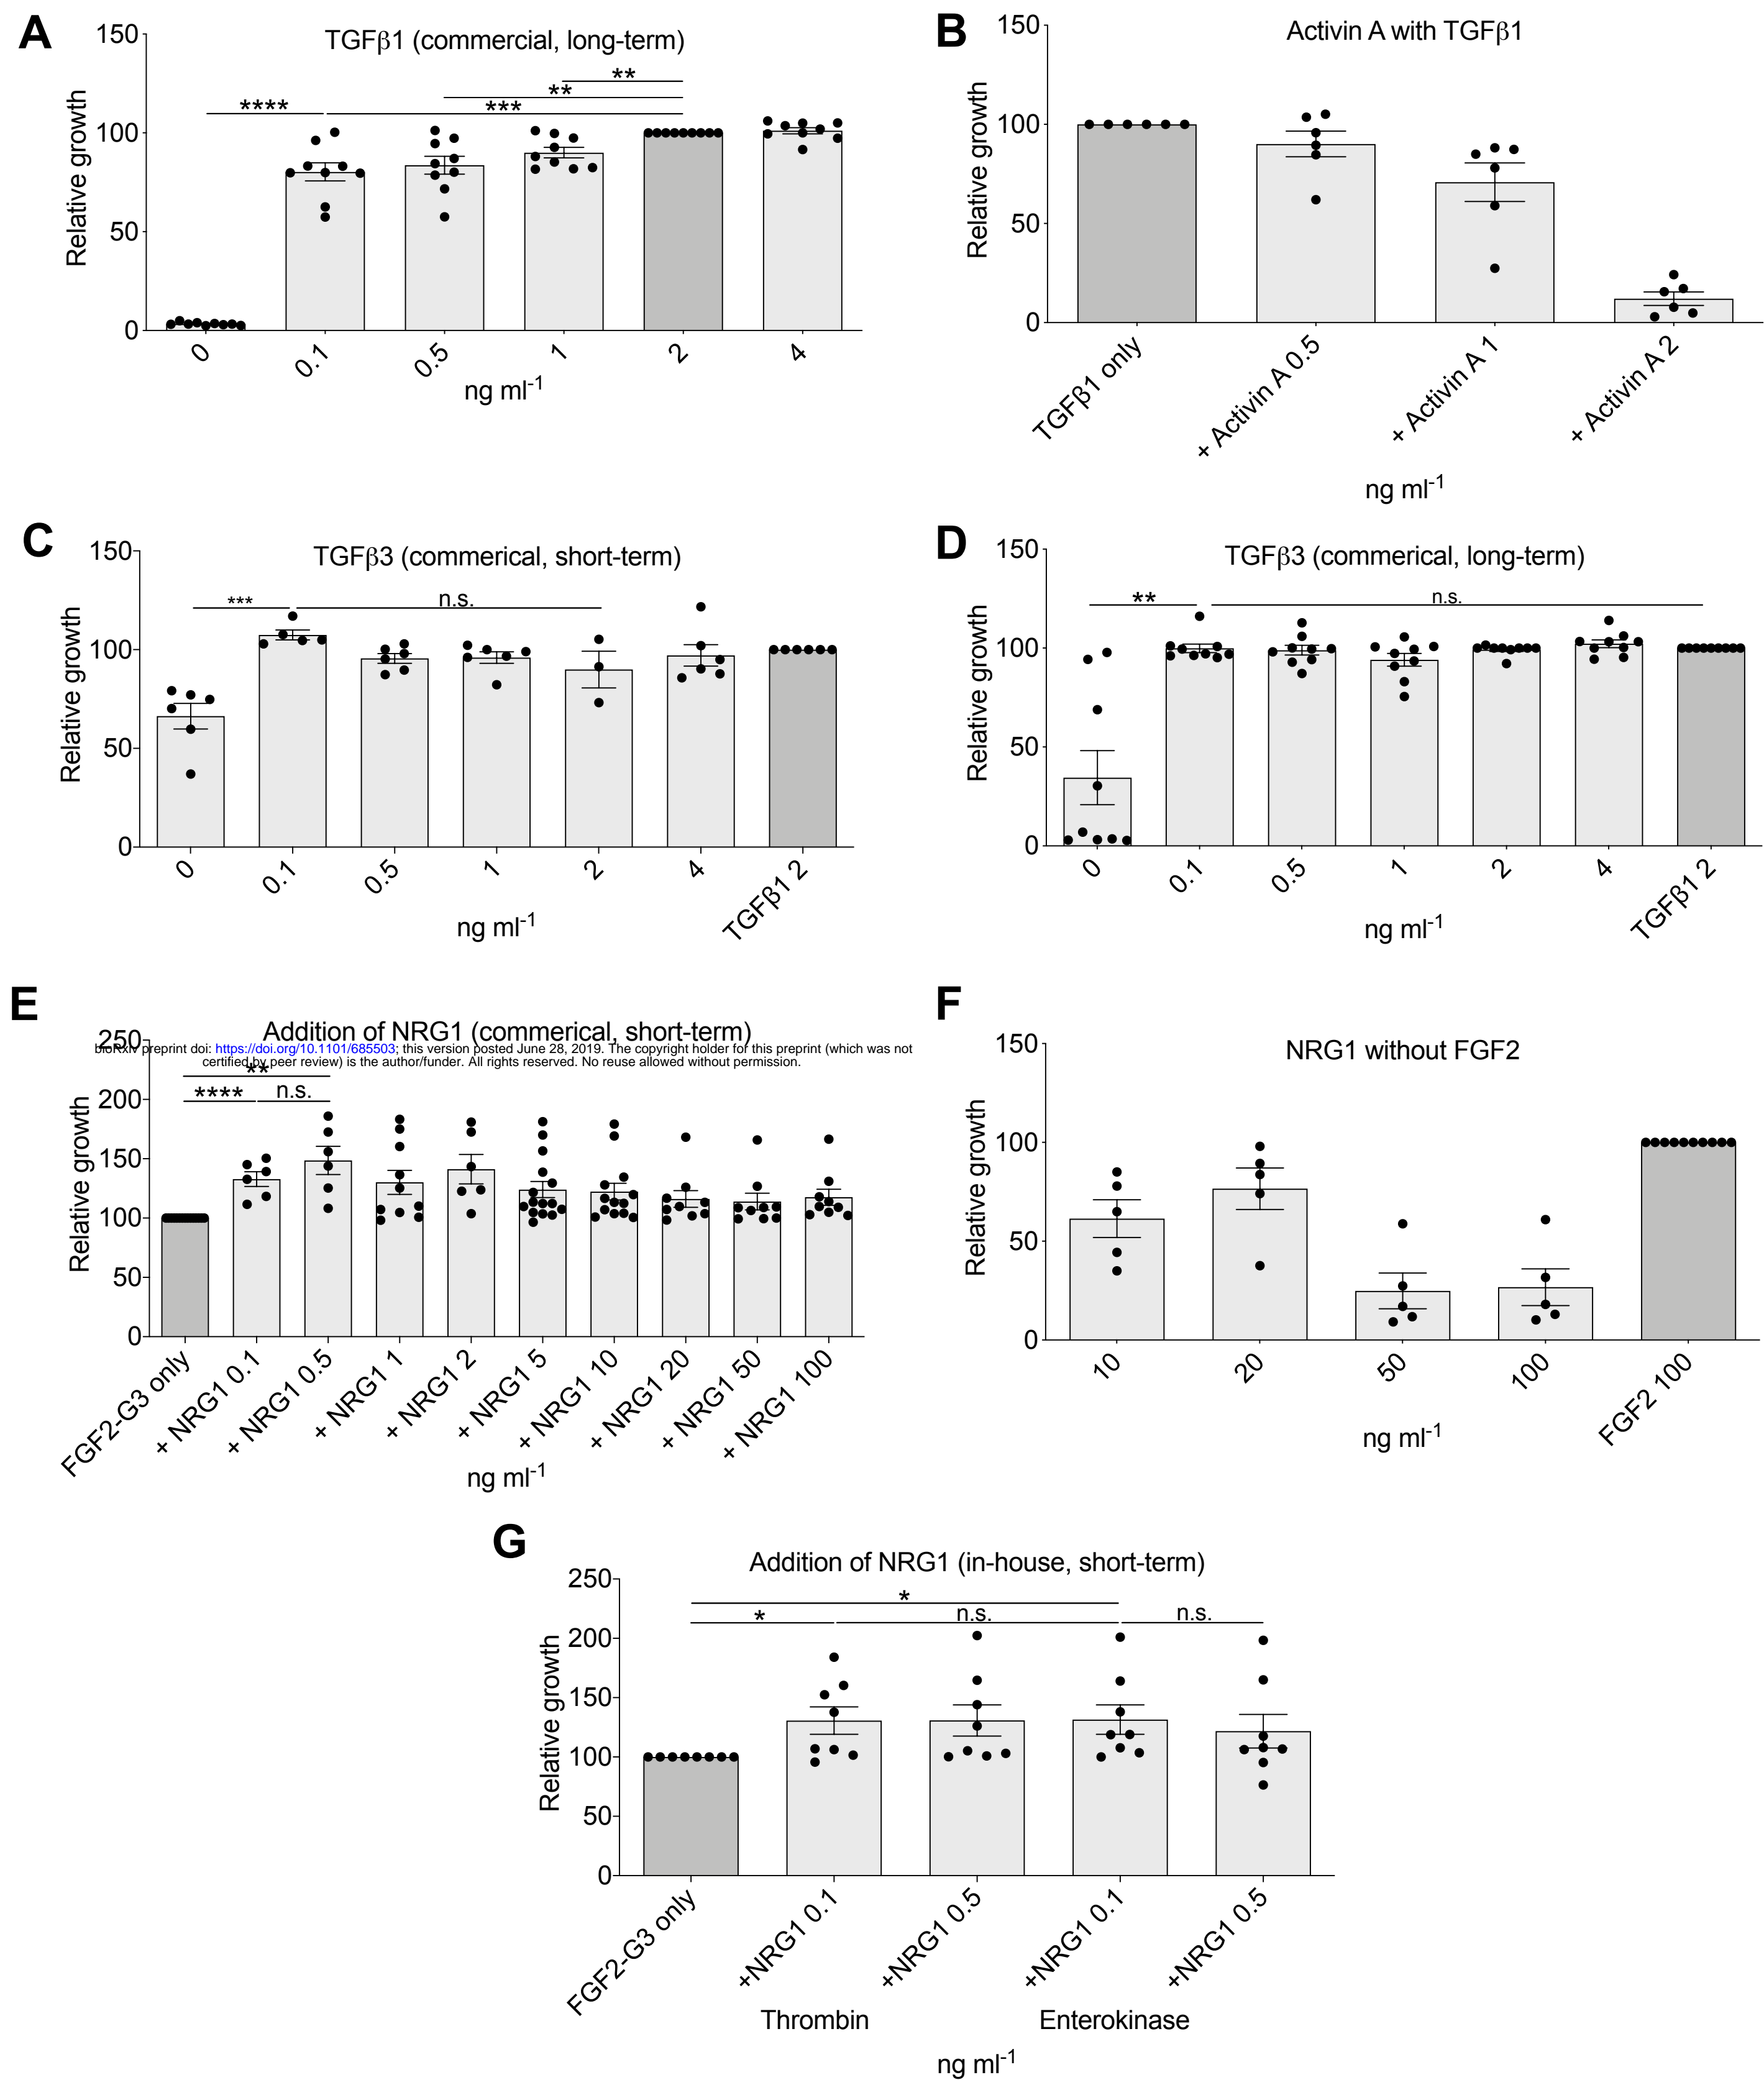 A
TGFβ1 (commercial, long-term)
Relative growth
150
100
50
0
****
***
**
**
0
0.1
0.5
1
2
4
ng ml-1
B
Activin A with TGFβ1
Relative growth
150
100
50
0
TGFβ1 only
+ Activin A 0.5
+ Activin A 1
+ Activin A 2
ng ml-1
C
TGFβ3 (commerical, short-term)
Relative growth
150
100
50
0
***
n.s.
0
0.1
0.5
1
2
4
TGFβ1 2
ng ml-1
D
TGFβ3 (commerical, long-term)
Relative growth
150
100
50
0
**
n.s.
0
0.1
0.5
1
2
4
TGFβ1 2
ng ml-1
E
Addition of NRG1 (commerical, short-term)
bioRxiv preprint doi: https://doi.org/10.1101/685503; this version posted June 28, 2019. The copyright holder for this preprint (which was not
certified by peer review) is the author/funder. All rights reserved. No reuse allowed without permission.
Relative growth
250
200
150
100
50
0
**
****
n.s.
FGF2-G3 only
+ NRG1 0.1
+ NRG1 0.5
+ NRG1 1
+ NRG1 2
+ NRG1 5
+ NRG1 10
+ NRG1 20
+ NRG1 50
+ NRG1 100
ng ml-1
F
NRG1 without FGF2
Relative growth
150
100
50
0
10
20
50
100
FGF2 100
ng ml-1
G
Addition of NRG1 (in-house, short-term)
Relative growth
250
200
150
100
50
0
*
*
n.s.
n.s.
FGF2-G3 only
+NRG1 0.1
+NRG1 0.5
+NRG1 0.1
+NRG1 0.5
Thrombin
Enterokinase
ng ml-1